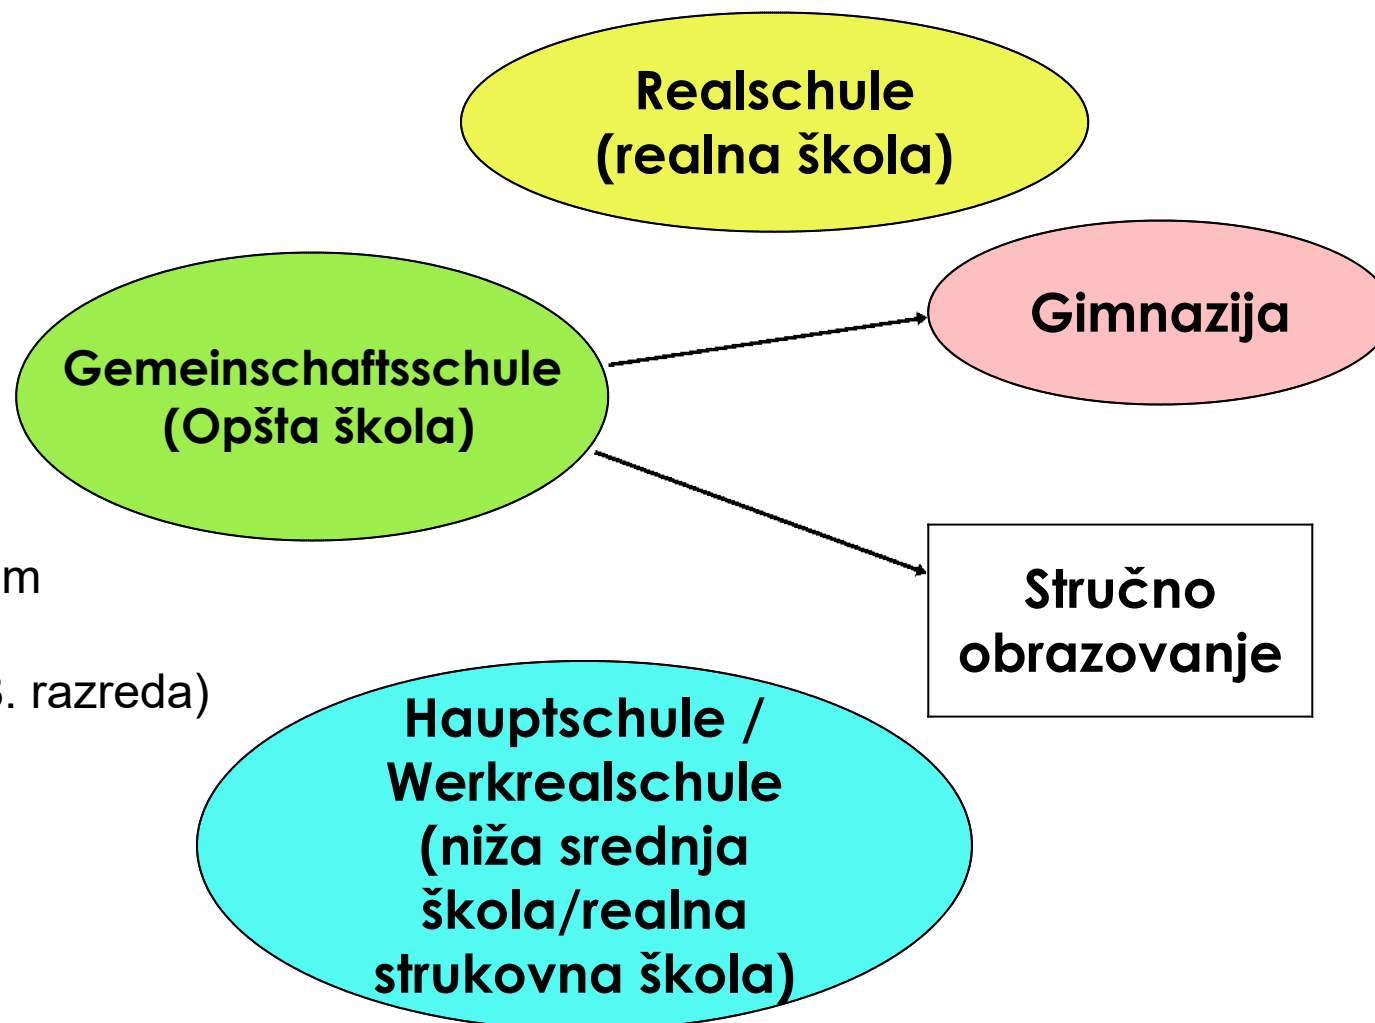 Realschule
(realna škola)
Gimnazija
Gemeinschaftsschule
(Opšta škola)
m
Stručno
obrazovanje
. razreda)
Hauptschule /
Werkrealschule
(niža srednja
škola/realna
strukovna škola)